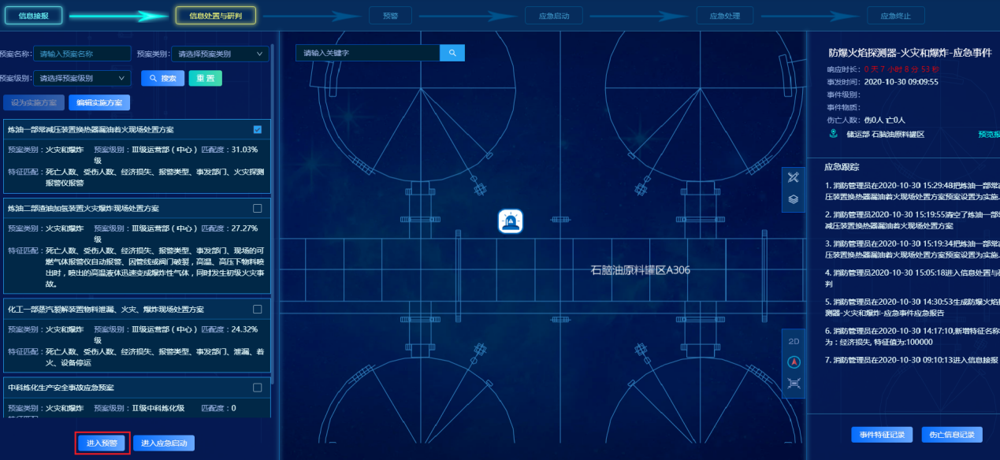 信息接报
信息处置与研判
预警
应急启动
应急处理
应急终止
预案名称: 请输入预案名称 预案类别: 请选择预案类别
预案级别: 请选择预案级别 搜索 重置
设为实施方案 编辑实施方案
炼油一部常减压装置换热器漏油着火现场处置方案
预案类别：火灾和爆炸 预案级别：Ⅲ级运营部（中心） 匹配度：31.03%
级
特征匹配：死亡人数、受伤人数、经济损失、报警类型、事发部门、火灾探测
报警仪报警
炼油二部渣油加氢装置火灾爆炸现场处置方案
预案类别：火灾和爆炸 预案级别：Ⅲ级运营部（中心） 匹配度：27.27%
级
特征匹配：死亡人数、受伤人数、经济损失、报警类型、事发部门、现场的可
燃气体报警仪自动报警、因管线或阀门破裂，高温、高压下物料喷
出时，喷出的高温液体迅速变成爆炸性气体，同时发生初级火灾事
故。
化工一部蒸汽裂解装置物料泄漏、火灾、爆炸现场处置方案
预案类别：火灾和爆炸 预案级别：Ⅲ级运营部（中心） 匹配度：24.32%
级
特征匹配：死亡人数、受伤人数、经济损失、报警类型、事发部门、泄漏、着
火、设备停运
中科炼化生产安全事故应急预案
预案类别：火灾和爆炸 预案级别：Ⅱ级中科炼化级 匹配度：0
进入预警 进入应急启动
请输入关键字
石脑油原料罐区A306
2D
防爆火焰探测器-火灾和爆炸-应急事件
响应时长：0 天 7 小时 8 分 53 秒
事发时间：2020-10-30 09:09:55
事件级别：
事件物质：
伤亡人数：伤0人 亡0人
储运部 石脑油原料罐区 预览报
应急跟踪
1. 消防管理员在2020-10-30 15:29:48把炼油一部常
压装置换热器漏油着火现场处置方案预案设置为实施.
2. 消防管理员2020-10-30 15:19:55清空了炼油一部常
减压装置换热器漏油着火现场处置方案
3. 消防管理员在2020-10-30 15:19:34把炼油一部常
压装置换热器漏油着火现场处置方案预案设置为实施.
4. 消防管理员2020-10-30 15:05:18进入信息处置与
判
5. 消防管理员在2020-10-30 14:30:53生成防爆火焰
测器-火灾和爆炸-应急事件应急报告
6. 消防管理员在2020-10-30 14:17:10,新增特征名称
为：经济损失, 特征值为:100000
7. 消防管理员在2020-10-30 09:10:13进入信息接报
事件特征记录 伤亡信息记录